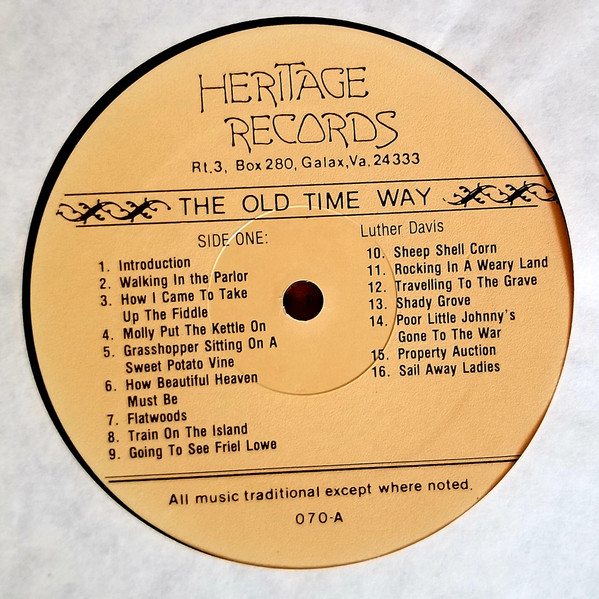 HERITAGE
RECORDS
Rt.3, Box 280, Galax, Va. 24333
THE OLD TIME WAY
SIDE ONE:
1. Introduction
2. Walking In the Parlor
3. How I Came To Take
Up The Fiddle
4. Molly Put The Kettle On
5. Grasshopper Sitting On A
Sweet Potato Vine
6. How Beautiful Heaven
Must Be
7. Flatwoods
8. Train On The Island
9. Going To See Friel Lowe
Luther Davis
10. Sheep Shell Corn
11. Rocking In A Weary Land
12. Travelling To The Grave
13. Shady Grove
14. Poor Little Johnny's
Gone To The War
15. Property Auction
16. Sail Away Ladies
All music traditional except where noted.
070-A